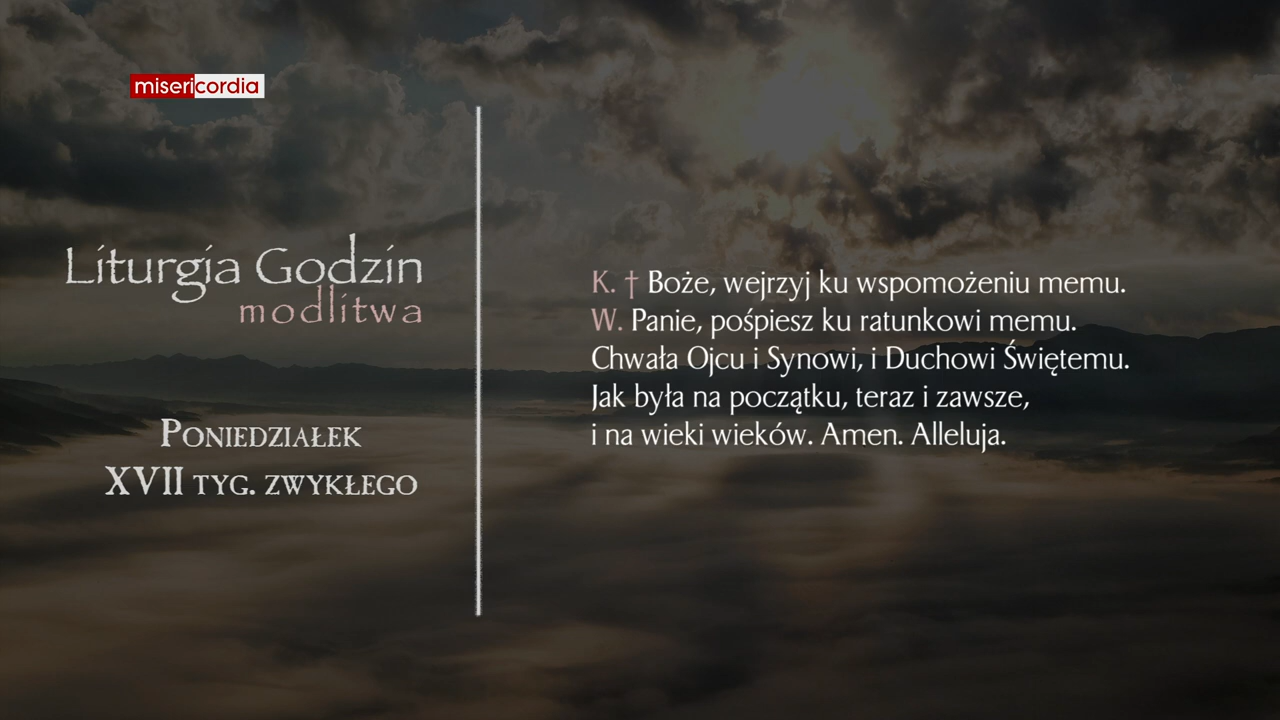 misericordia
Liturgia Godzin
modlitwa
Poniedziałek
XVII tyg. zwykłego
K. † Boże, wejrzyj ku wspomożeniu memu.
W. Panie, pośpiesz ku ratunkowi memu.
Chwała Ojcu i Synowi, i Duchowi Świętemu.
Jak była na początku, teraz i zawsze,
i na wieki wieków. Amen. Alleluja.